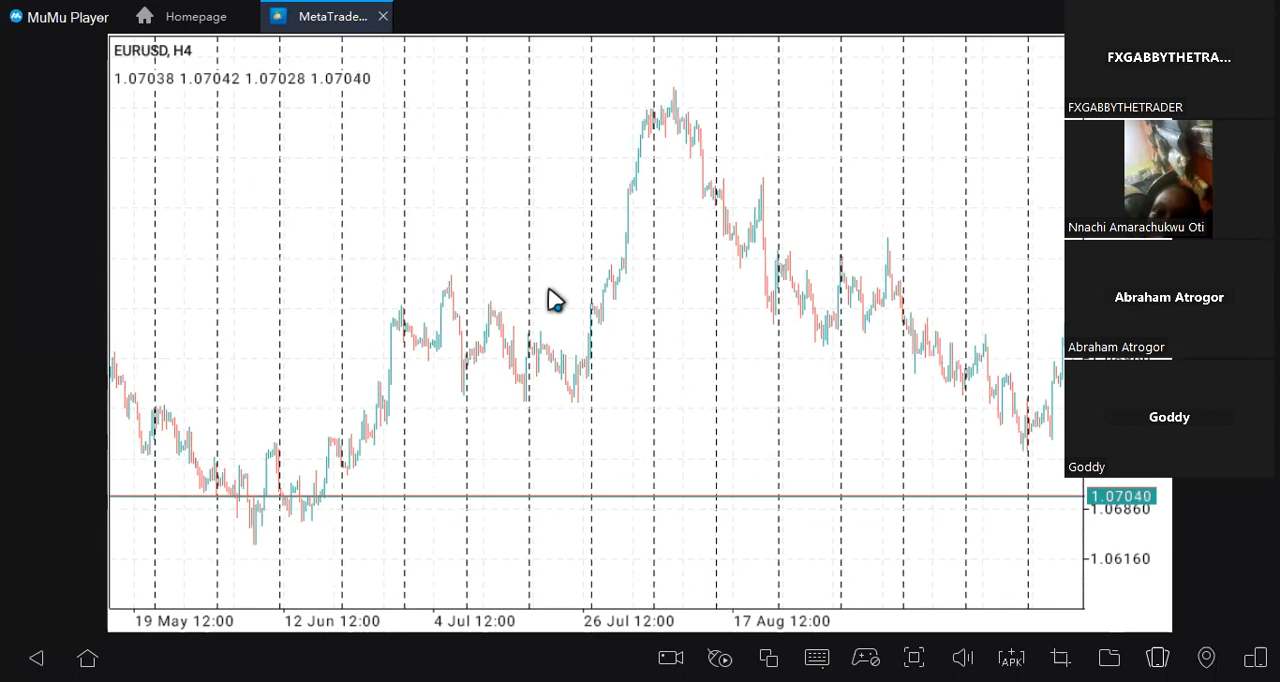 MuMu Player
Homepage
MetaTrade...
EURUSD, H4
1.07038 1.07042 1.07028 1.07040
FXGABBYTHETRA...
FXGABBYTHETRADER
Nnachi Amarachukwu Oti
Abraham Atrogor
Abraham Atrogor
Goddy
Goddy
1.07040
1.06860
1.06160
19 May 12:00
12 Jun 12:00
4 Jul 12:00
26 Jul 12:00
17 Aug 12:00
APK